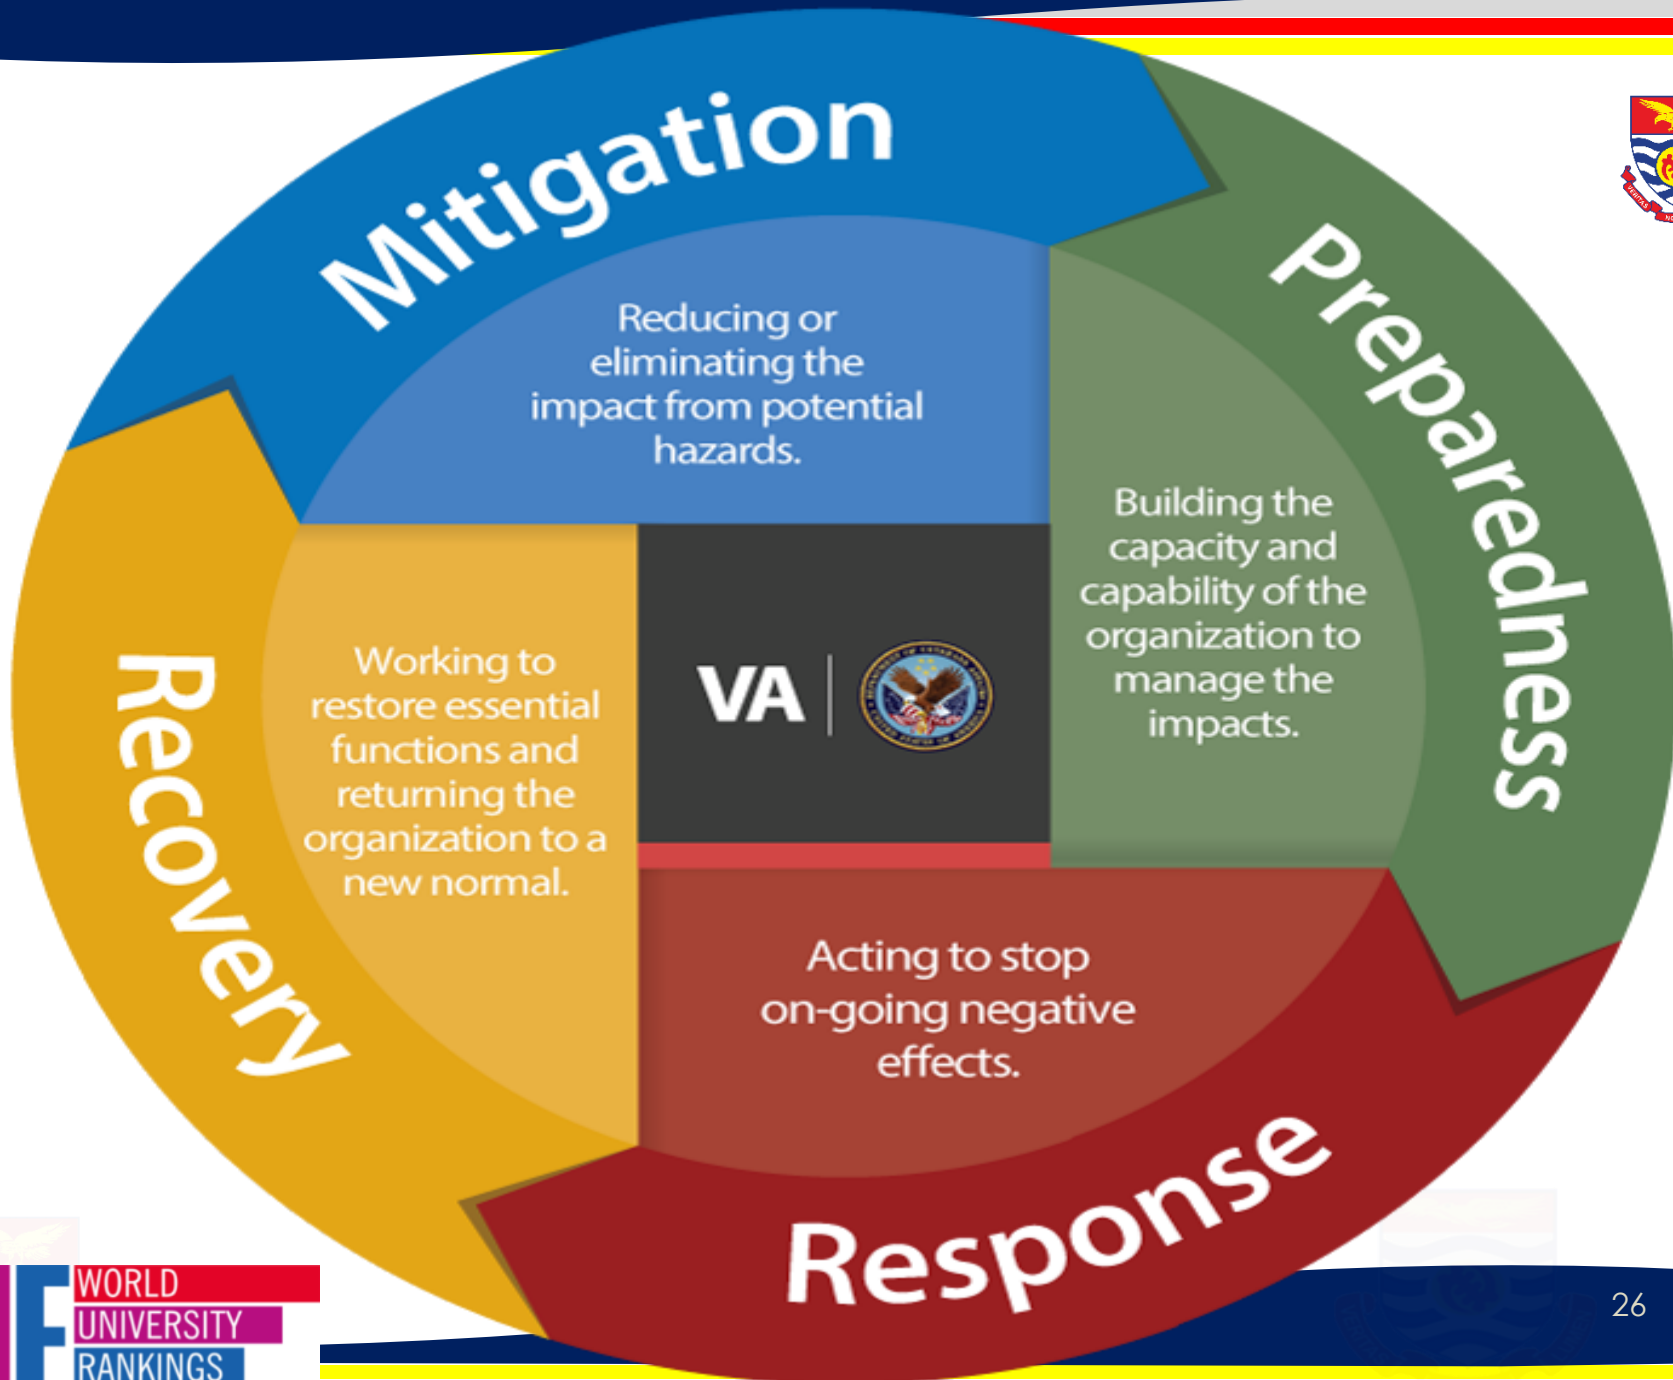 Mitigation
Reducing or
eliminating the
impact from potential
hazards.
Preparedness
Building the
capacity and
capability of the
organization to
manage the
impacts.
Response
Acting to stop
on-going negative
effects.
Recovery
Working to
restore essential
functions and
returning the
organization to a
new normal.
VA
WORLD
UNIVERSITY
RANKINGS
26